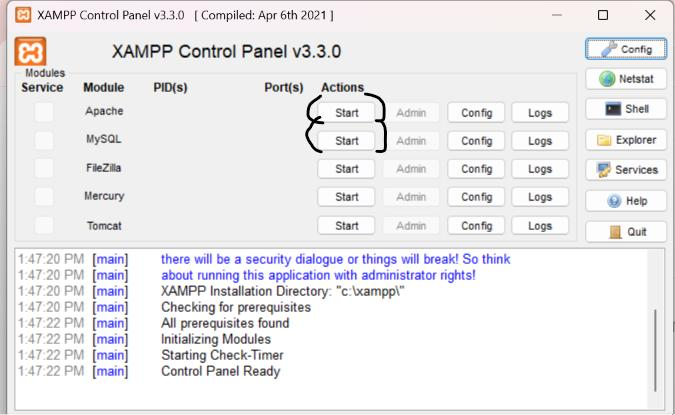 XAMPP Control Panel v3.3.0 [ Compiled: Apr 6th 2021 ]
XAMPP Control Panel v3.3.0
Config
Modules
Service Module PID(s) Port(s) Actions
Netstat
Apache Start Admin Config Logs
Shell
MySQL Start Admin Config Logs
Explorer
FileZilla Start Admin Config Logs
Services
Mercury Start Admin Config Logs
Help
Tomcat Start Admin Config Logs
Quit
1:47:20 PM [main] there will be a security dialogue or things will break! So think
1:47:20 PM [main] about running this application with administrator rights!
1:47:20 PM [main] XAMPP Installation Directory: "c:\xampp\"
1:47:20 PM [main] Checking for prerequisites
1:47:22 PM [main] All prerequisites found
1:47:22 PM [main] Initializing Modules
1:47:22 PM [main] Starting Check-Timer
1:47:22 PM [main] Control Panel Ready